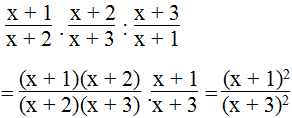 (x + 1)/(x + 2) . (x + 2)/(x + 3) : (x + 3)/(x + 1)
= ((x + 1)(x + 2))/((x + 2)(x + 3)) . (x + 1)/(x + 3) = (x + 1)²/(x + 3)²